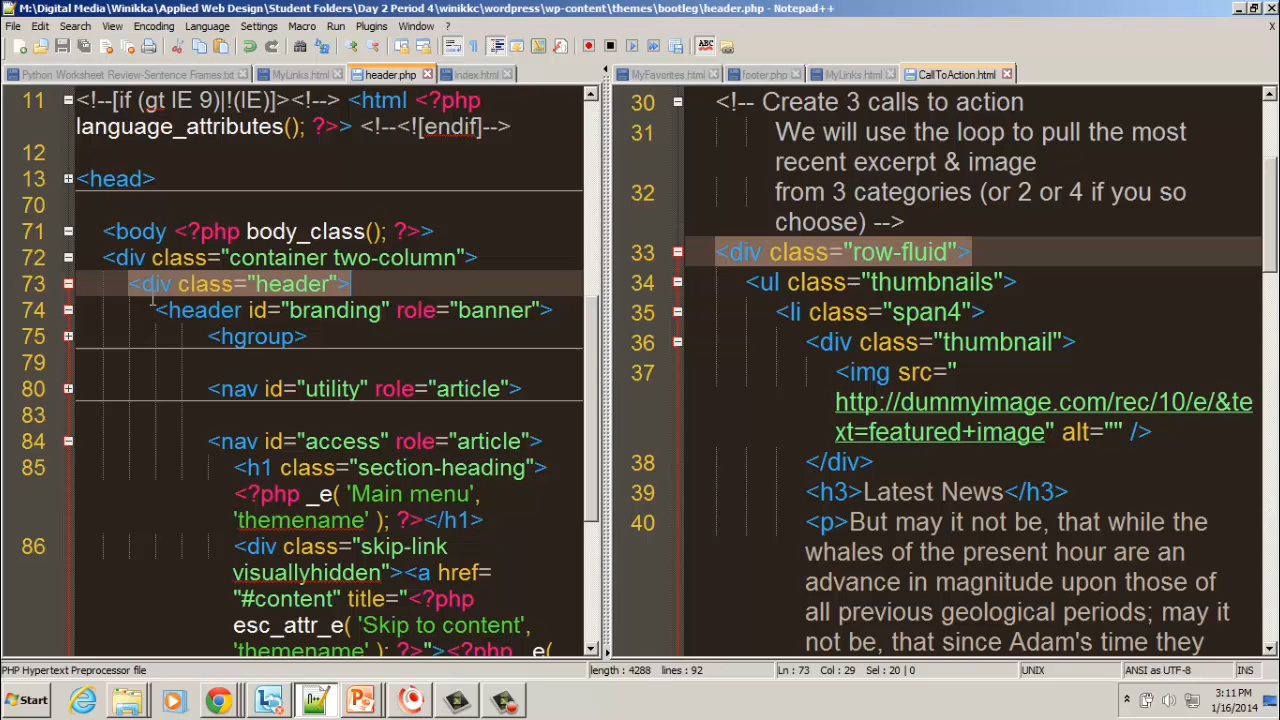 M:\Digital Media\Winikka\Applied Web Design\Student Folders\Day 2 Period 4\winikkc\wordpress\wp-content\themes\bootleg\header.php - Notepad++
File Edit Search View Encoding Language Settings Macro Run Plugins Window ? X
Python Worksheet Review-Sentence Frames.txt MyLinks.html header.php index.html
MyFavorites.html footer.php MyLinks.html CallToAction.html
11 <!--[if (gt IE 9)|!(IE)]><!--> <html <?php
language_attributes(); ?>> <!--<![endif]-->
12
13 <head>
70
71 <body <?php body_class(); ?>>
72 <div class="container two-column">
73 <div class="header">
74 <header id="branding" role="banner">
75 <hgroup>
79
80 <nav id="utility" role="article">
83
84 <nav id="access" role="article">
85 <h1 class="section-heading">
<?php _e( 'Main menu',
'themename' ); ?></h1>
86 <div class="skip-link
visuallyhidden"><a href=
"#content" title="<?php
esc_attr_e( 'Skip to content',
'themename' ); ?>"><?php _e(
30 <!-- Create 3 calls to action
31 We will use the loop to pull the most
recent excerpt & image
32 from 3 categories (or 2 or 4 if you so
choose) -->
33 <div class="row-fluid">
34 <ul class="thumbnails">
35 <li class="span4">
36 <div class="thumbnail">
37 <img src="
http://dummyimage.com/rec/10/e/&te
xt=featured+image" alt="" />
38 </div>
39 <h3>Latest News</h3>
40 <p>But may it not be, that while the
whales of the present hour are an
advance in magnitude upon those of
all previous geological periods; may it
not be, that since Adam's time they
PHP Hypertext Preprocessor file length : 4288 lines : 92 Ln : 73 Col : 29 Sel : 20 | 0 UNIX ANSI as UTF-8 INS
Start 3:11 PM
1/16/2014